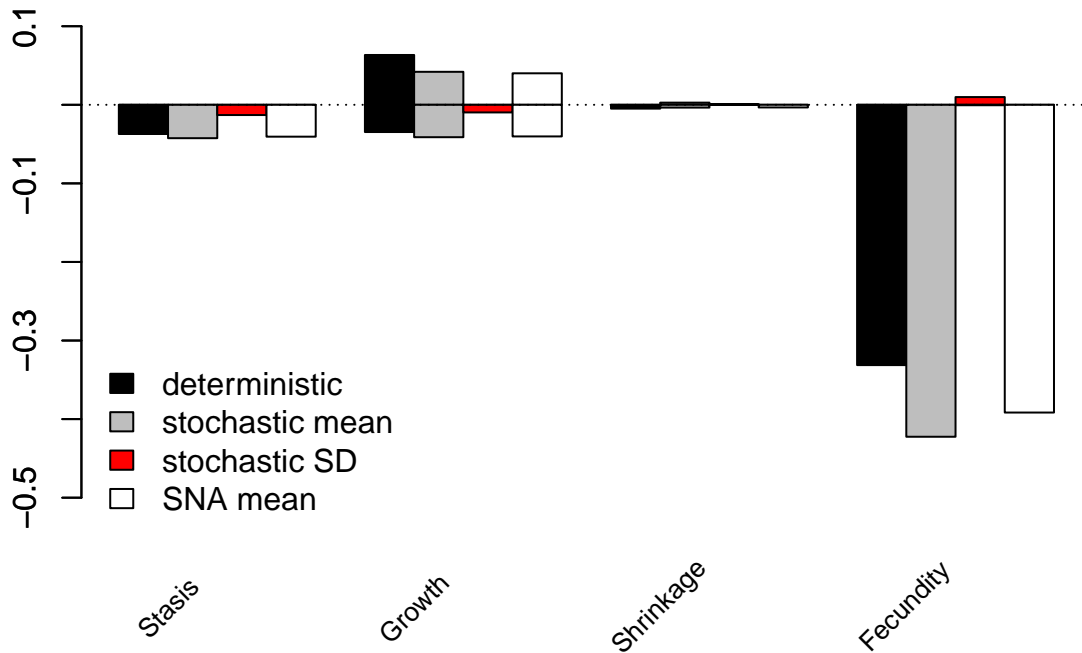 0.1
−0.1
−0.3
−0.5
deterministic
stochastic mean
stochastic SD
SNA mean
Stasis
Growth
Shrinkage
Fecundity